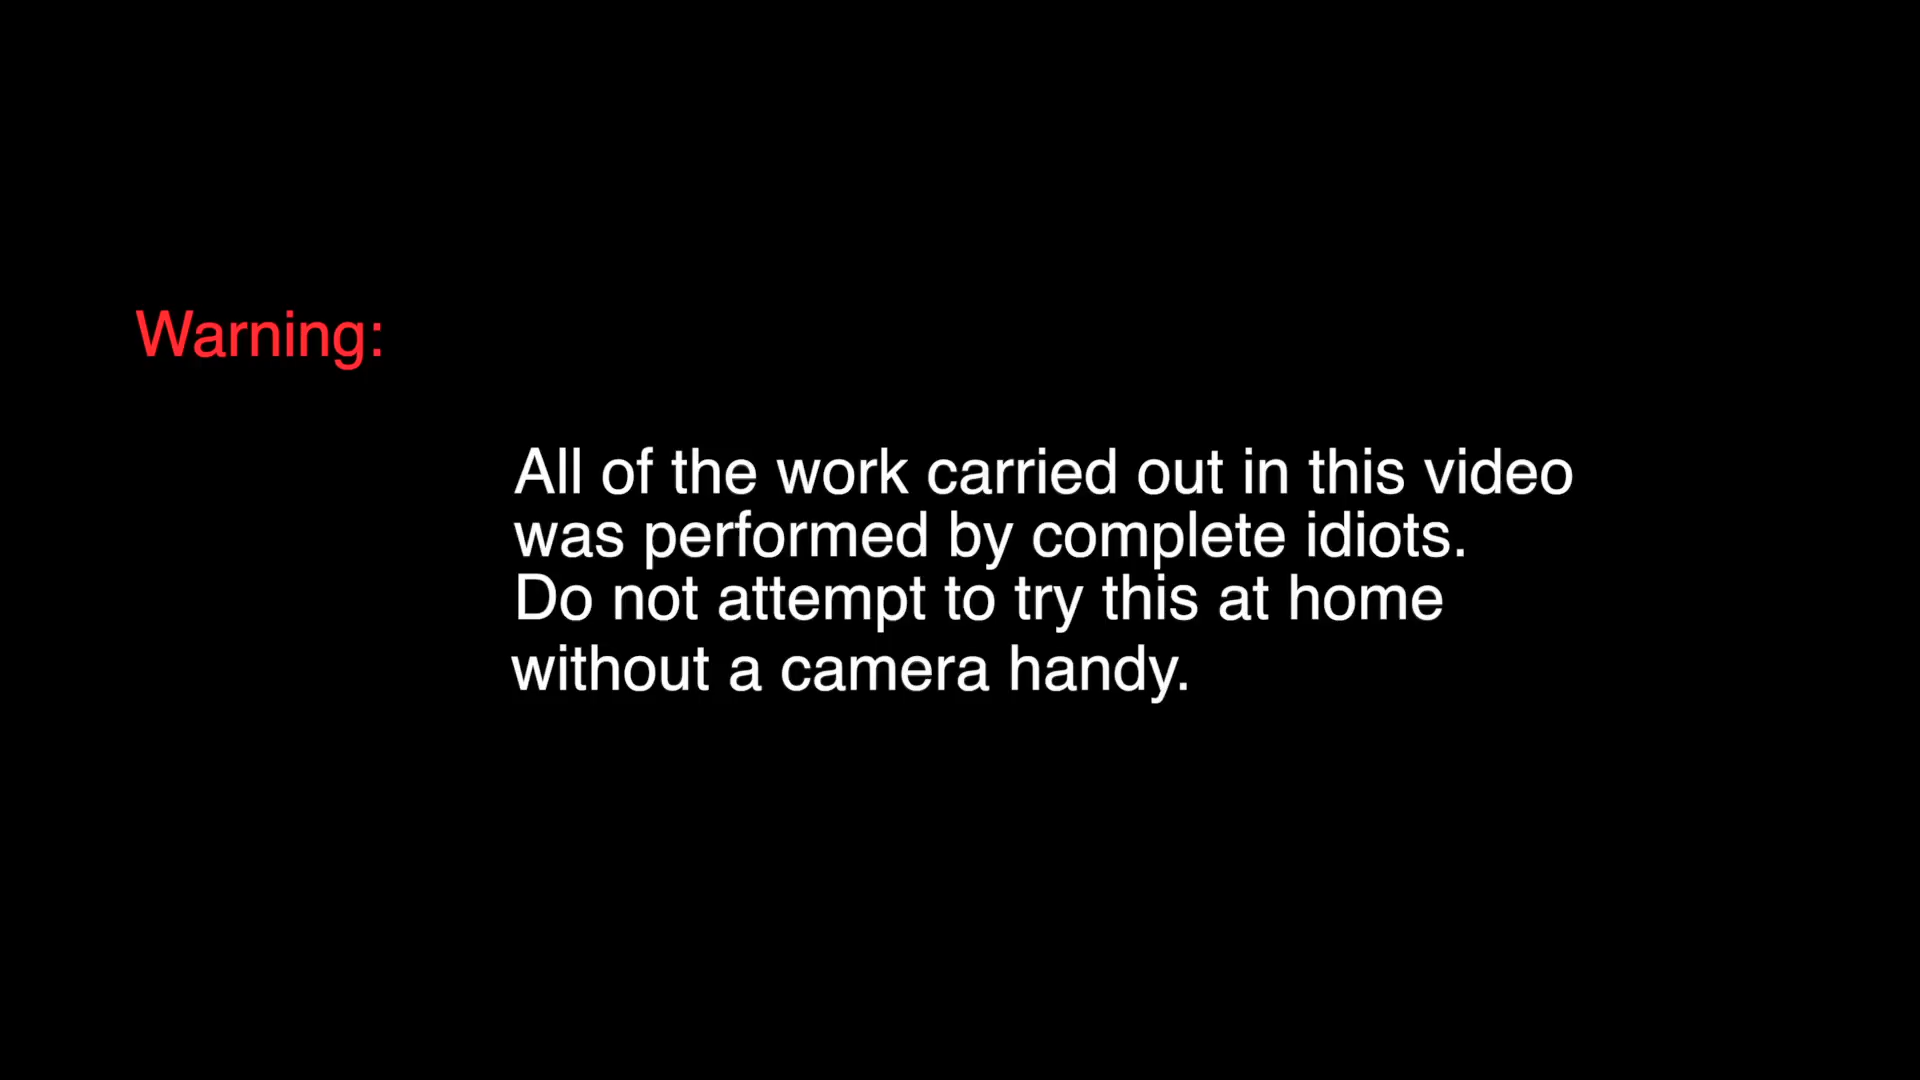 Warning:
All of the work carried out in this video
was performed by complete idiots.
Do not attempt to try this at home
without a camera handy.